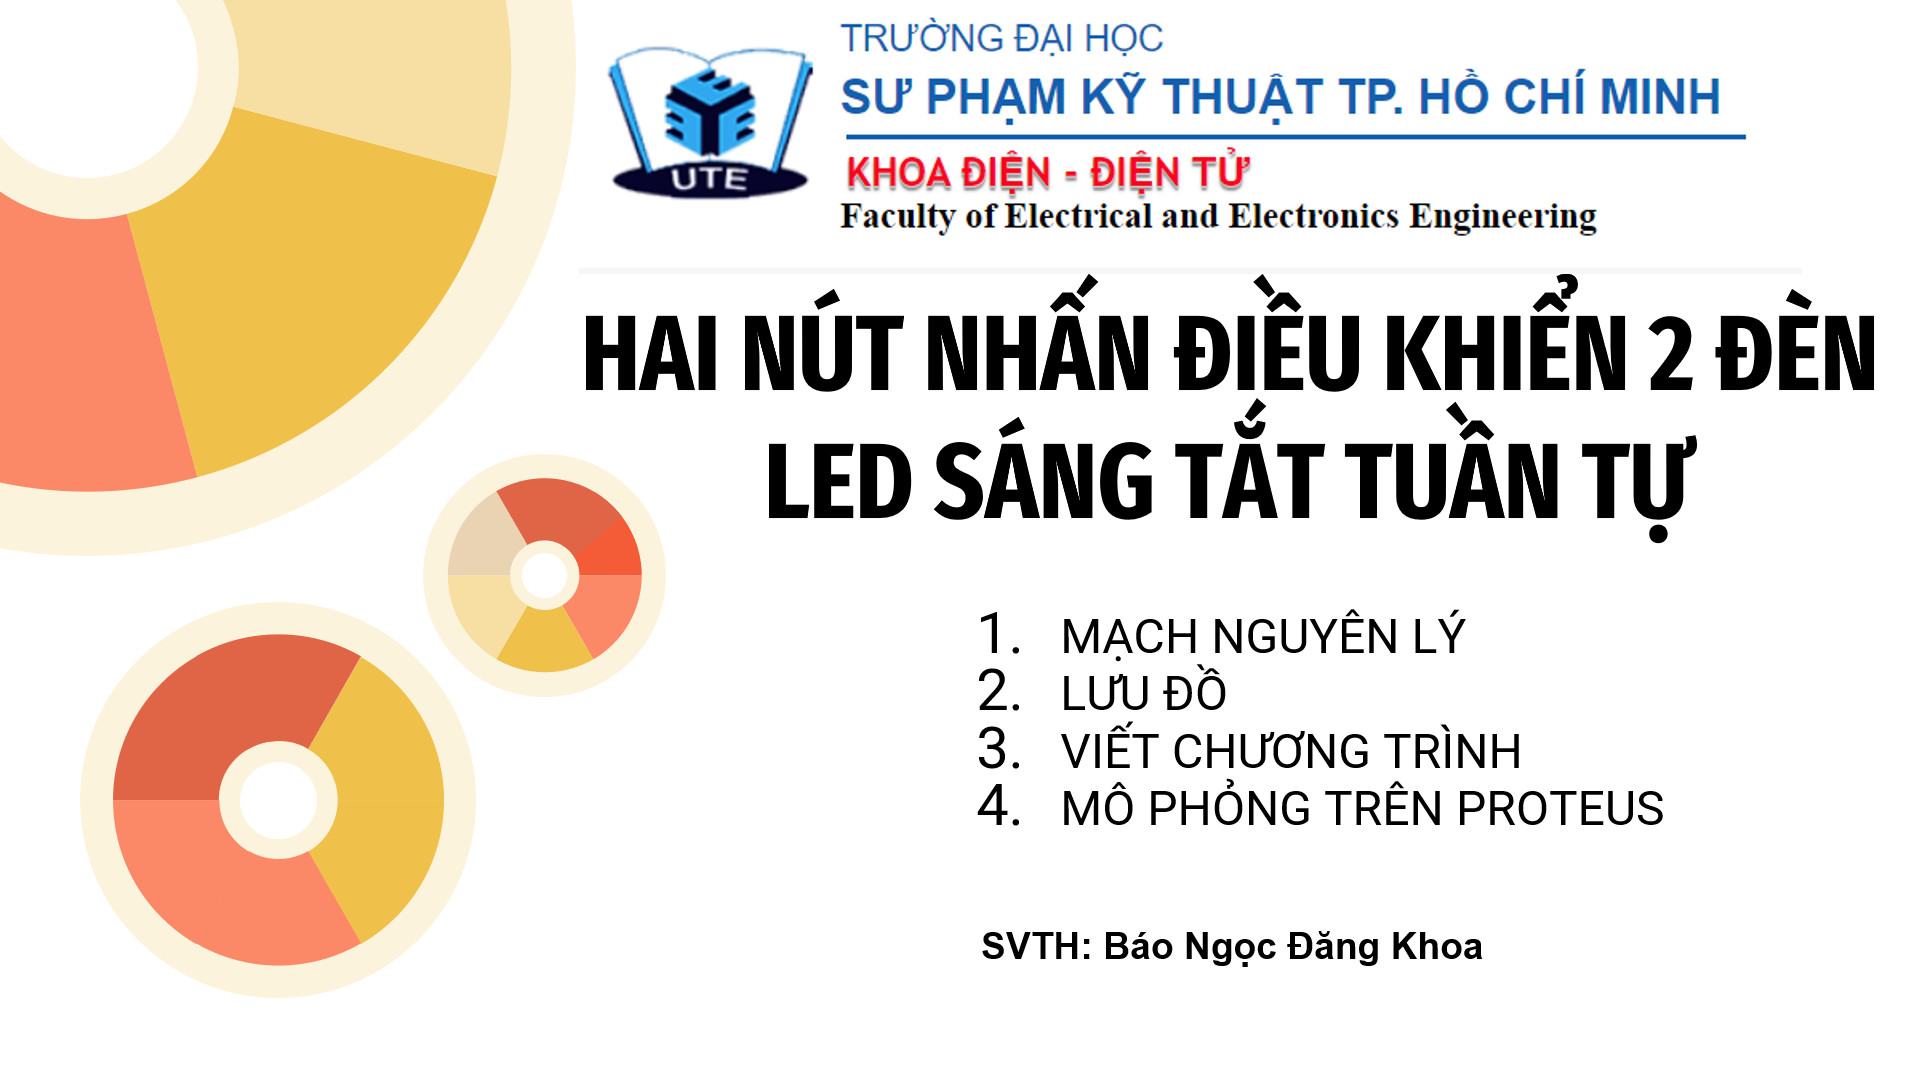 TRƯỜNG ĐẠI HỌC
SƯ PHẠM KỸ THUẬT TP. HỒ CHÍ MINH
KHOA ĐIỆN - ĐIỆN TỬ
Faculty of Electrical and Electronics Engineering
UTE
HAI NÚT NHẤN ĐIỀU KHIỂN 2 ĐÈN
LED SÁNG TẮT TUẦN TỰ
1. MẠCH NGUYÊN LÝ
2. LƯU ĐỒ
3. VIẾT CHƯƠNG TRÌNH
4. MÔ PHỎNG TRÊN PROTEUS
SVTH: Báo Ngọc Đăng Khoa